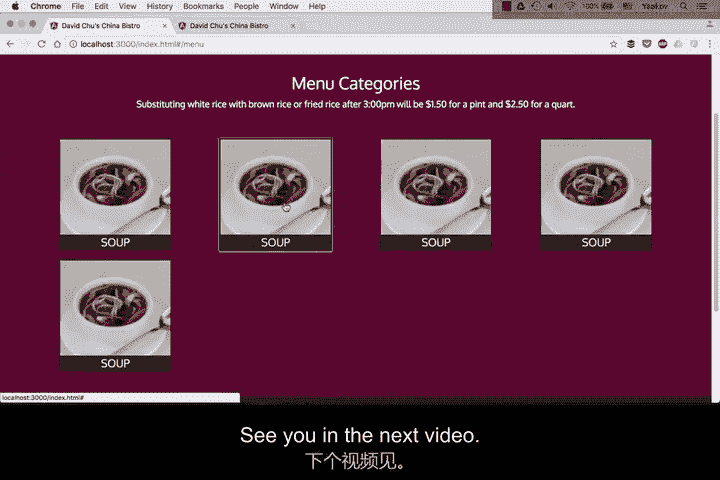 Chrome File Edit View History Bookmarks People Window Help
100%
David Chu's China Bistro
David Chu's China Bistro
localhost:3000/index.html#/menu
Menu Categories
Substituting white rice with brown rice or fried rice after 3:00pm will be $1.50 for a pint and $2.50 for a quart.
SOUP SOUP SOUP SOUP
SOUP
localhost:3000/index.html#
See you in the next video.
下个视频见。